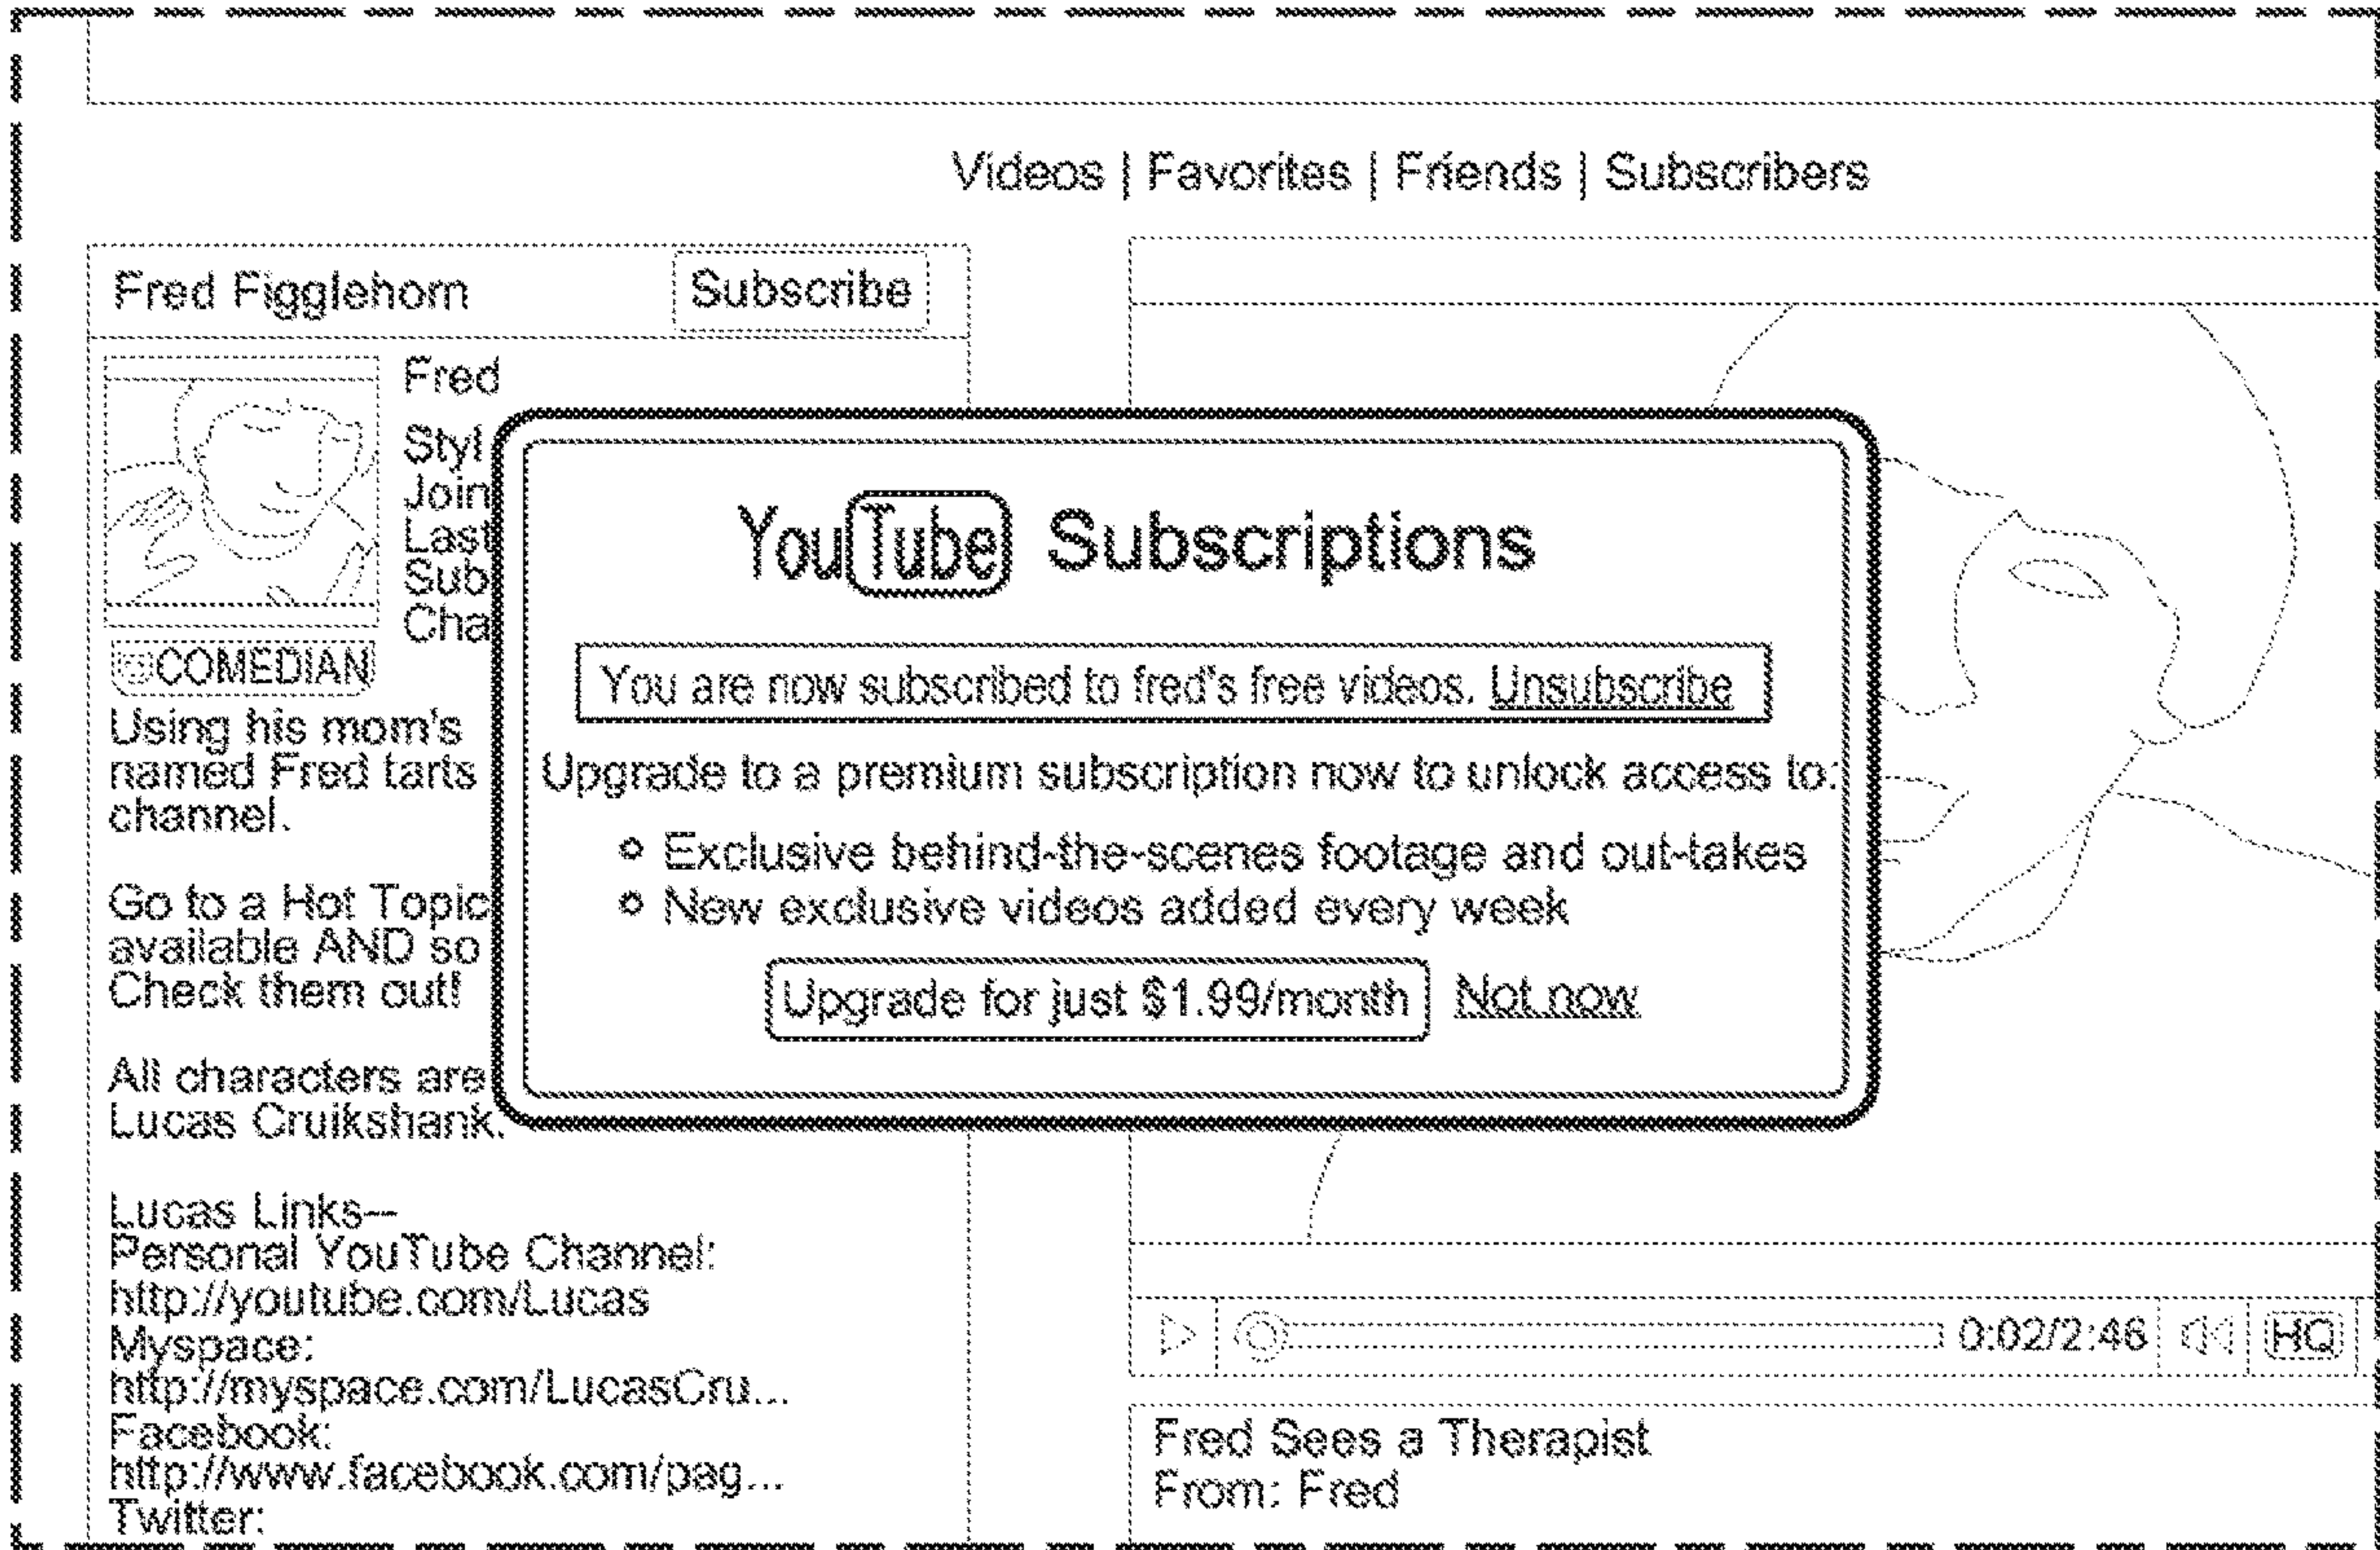 Videos | Favorites | Friends | Subscribers
Fred Figglehorn
Subscribe
Fred
Styl
Join
Last
Sub
Cha
COMEDIAN
Using his mom's
named Fred tarts
channel.
Go to a Hot Topic
available AND so
Check them out!
All characters are
Lucas Cruikshank.
Lucas Links--
Personal YouTube Channel:
http://youtube.com/Lucas
Myspace:
http://myspace.com/LucasCru...
Facebook:
http://www.facebook.com/pag...
Twitter:
YouTube Subscriptions
You are now subscribed to fred's free videos. Unsubscribe
Upgrade to a premium subscription now to unlock access to:
Exclusive behind-the-scenes footage and out-takes
New exclusive videos added every week
Upgrade for just $1.99/month Not now
0:02/2:46 HQ
Fred Sees a Therapist
From: Fred